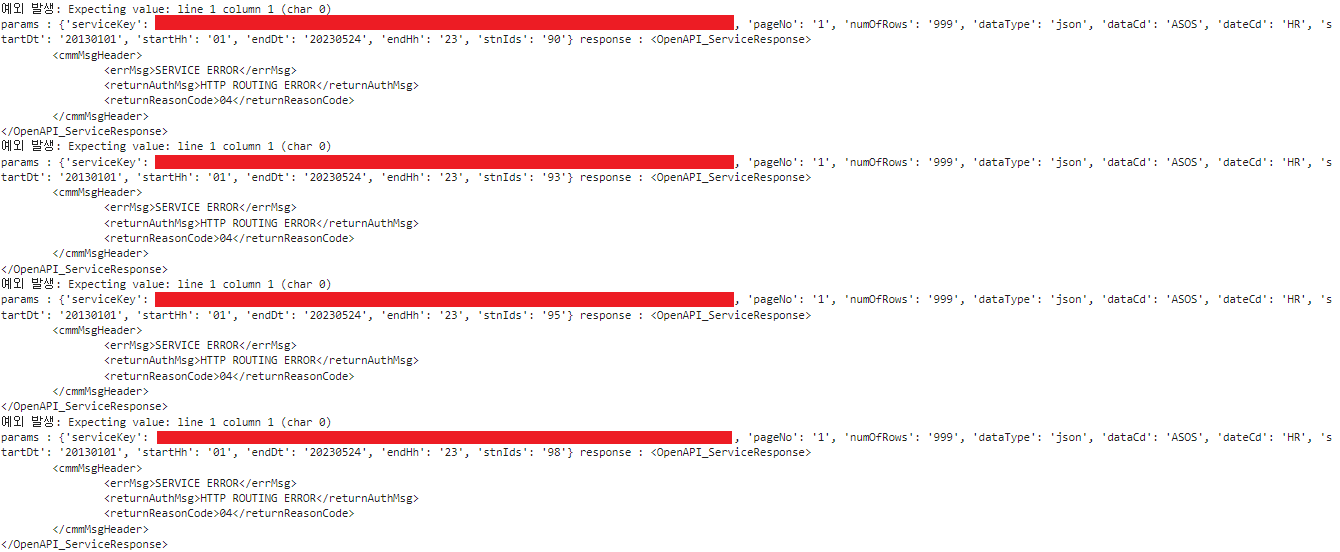 예외 발생: Expecting value: line 1 column 1 (char 0)
params : {'serviceKey': , 'pageNo': '1', 'numOfRows': '999', 'dataType': 'json', 'dataCd': 'ASOS', 'dateCd': 'HR', 's
tartDt': '20130101', 'startHh': '01', 'endDt': '20230524', 'endHh': '23', 'stnIds': '90'} response : <OpenAPI_ServiceResponse>
<cmmMsgHeader>
<errMsg>SERVICE ERROR</errMsg>
<returnAuthMsg>HTTP ROUTING ERROR</returnAuthMsg>
<returnReasonCode>04</returnReasonCode>
</cmmMsgHeader>
</OpenAPI_ServiceResponse>
예외 발생: Expecting value: line 1 column 1 (char 0)
params : {'serviceKey': , 'pageNo': '1', 'numOfRows': '999', 'dataType': 'json', 'dataCd': 'ASOS', 'dateCd': 'HR', 's
tartDt': '20130101', 'startHh': '01', 'endDt': '20230524', 'endHh': '23', 'stnIds': '93'} response : <OpenAPI_ServiceResponse>
<cmmMsgHeader>
<errMsg>SERVICE ERROR</errMsg>
<returnAuthMsg>HTTP ROUTING ERROR</returnAuthMsg>
<returnReasonCode>04</returnReasonCode>
</cmmMsgHeader>
</OpenAPI_ServiceResponse>
예외 발생: Expecting value: line 1 column 1 (char 0)
params : {'serviceKey': , 'pageNo': '1', 'numOfRows': '999', 'dataType': 'json', 'dataCd': 'ASOS', 'dateCd': 'HR', 's
tartDt': '20130101', 'startHh': '01', 'endDt': '20230524', 'endHh': '23', 'stnIds': '95'} response : <OpenAPI_ServiceResponse>
<cmmMsgHeader>
<errMsg>SERVICE ERROR</errMsg>
<returnAuthMsg>HTTP ROUTING ERROR</returnAuthMsg>
<returnReasonCode>04</returnReasonCode>
</cmmMsgHeader>
</OpenAPI_ServiceResponse>
예외 발생: Expecting value: line 1 column 1 (char 0)
params : {'serviceKey': , 'pageNo': '1', 'numOfRows': '999', 'dataType': 'json', 'dataCd': 'ASOS', 'dateCd': 'HR', 's
tartDt': '20130101', 'startHh': '01', 'endDt': '20230524', 'endHh': '23', 'stnIds': '98'} response : <OpenAPI_ServiceResponse>
<cmmMsgHeader>
<errMsg>SERVICE ERROR</errMsg>
<returnAuthMsg>HTTP ROUTING ERROR</returnAuthMsg>
<returnReasonCode>04</returnReasonCode>
</cmmMsgHeader>
</OpenAPI_ServiceResponse>